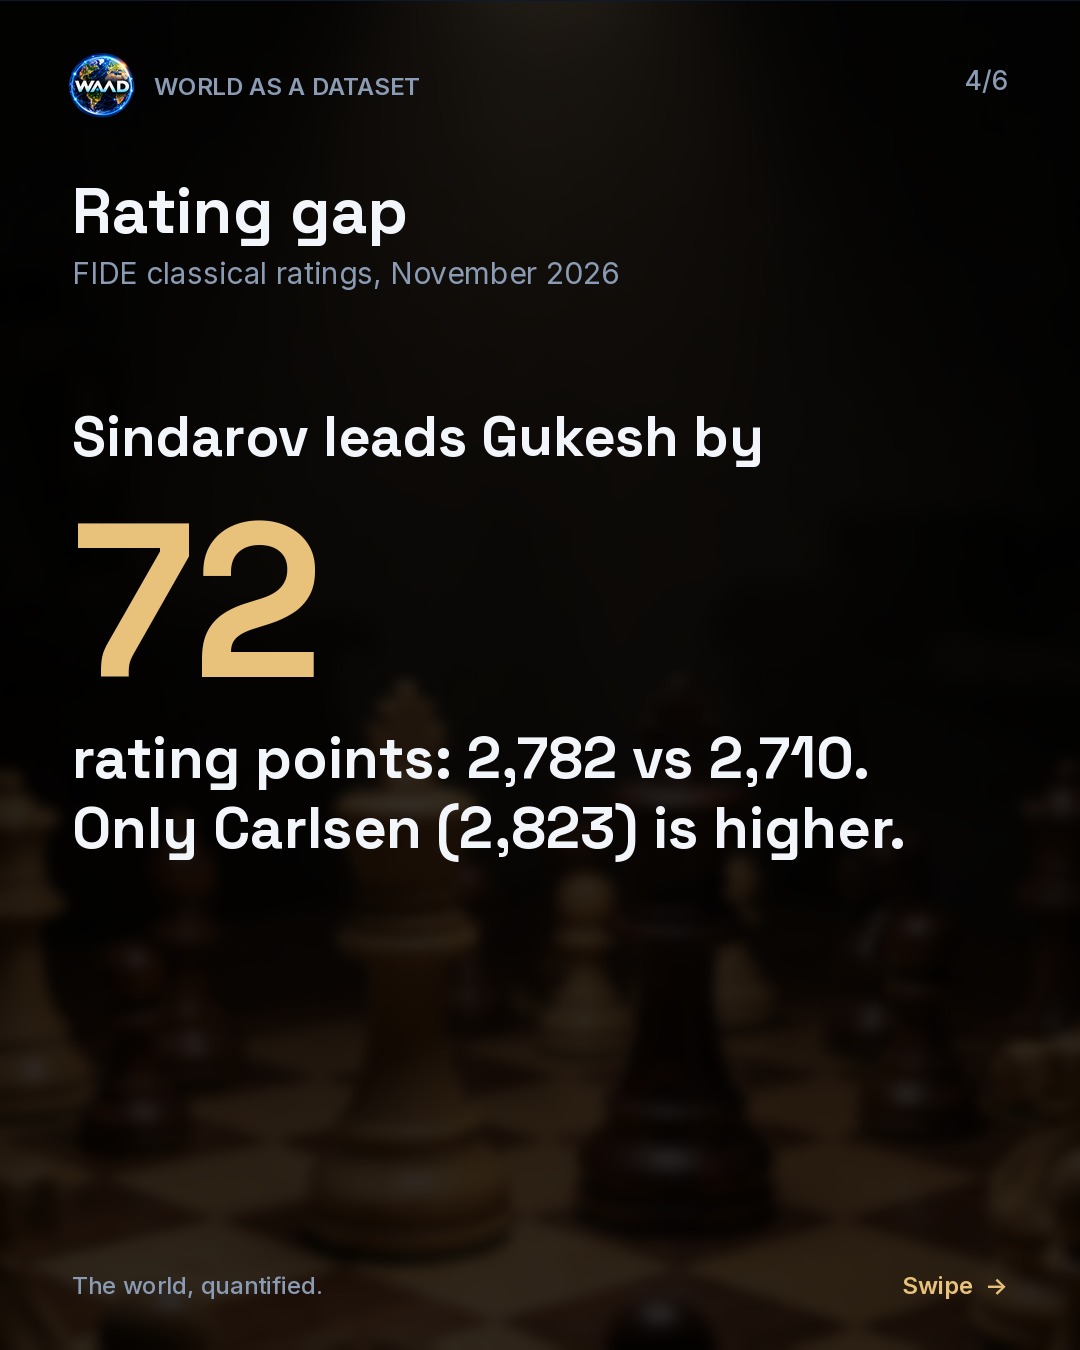 WAAD
WORLD AS A DATASET
4/6
Rating gap
FIDE classical ratings, November 2026
Sindarov leads Gukesh by
72
rating points: 2,782 vs 2,710.
Only Carlsen (2,823) is higher.
The world, quantified.
Swipe →